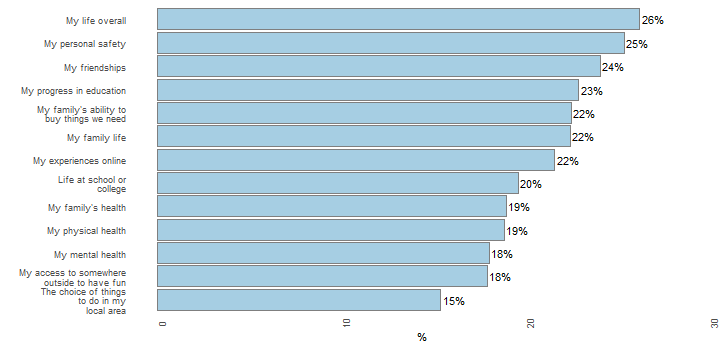 My life overall
26%
My personal safety
25%
My friendships
24%
My progress in education
23%
My family's ability to
buy things we need
22%
My family life
22%
My experiences online
22%
Life at school or
college
20%
My family's health
19%
My physical health
19%
My mental health
18%
My access to somewhere
outside to have fun
18%
The choice of things
to do in my
local area
15%
0
10
20
30
%